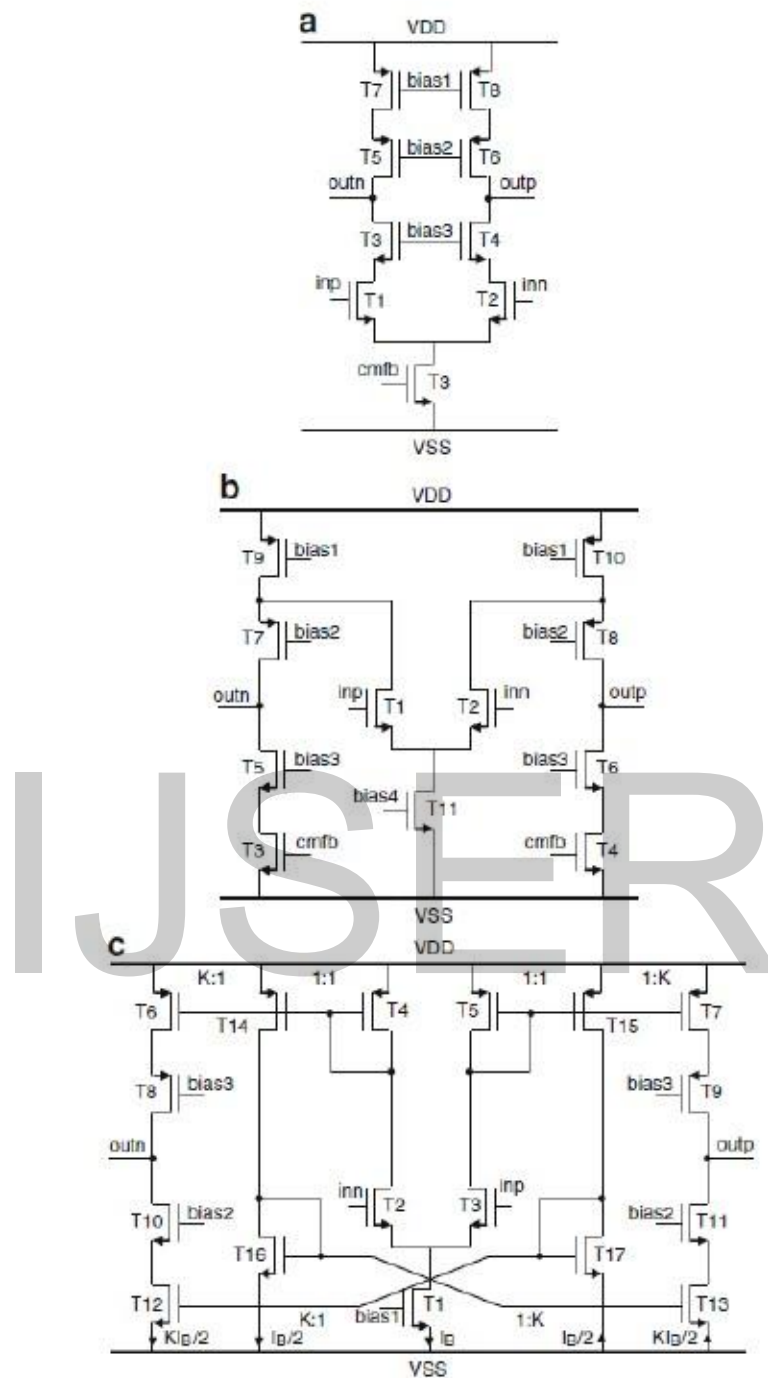 a
VDD
T7 bias1 T8
T5 bias2 T6
outn outp
T3 bias3 T4
inp T1 T2 inn
cmfb T3
VSS
b
VDD
T9 bias1 bias1 T10
T7 bias2 bias2 T8
outn inp T1 T2 inn outp
T5 bias3 bias3 T6
bias4 T11
T3 cmfb cmfb T4
VSS
IJSER
c
VDD
K:1 1:1 1:1 1:K
T6 T14 T4 T5 T15 T7
T8 bias3 bias3 T9
outn outp
inn T2 T3 inp
T10 bias2 bias2 T11
T16 T17
T12 K:1 bias1 T1 1:K T13
KIB/2 IB/2 IB IB/2 KIB/2
VSS